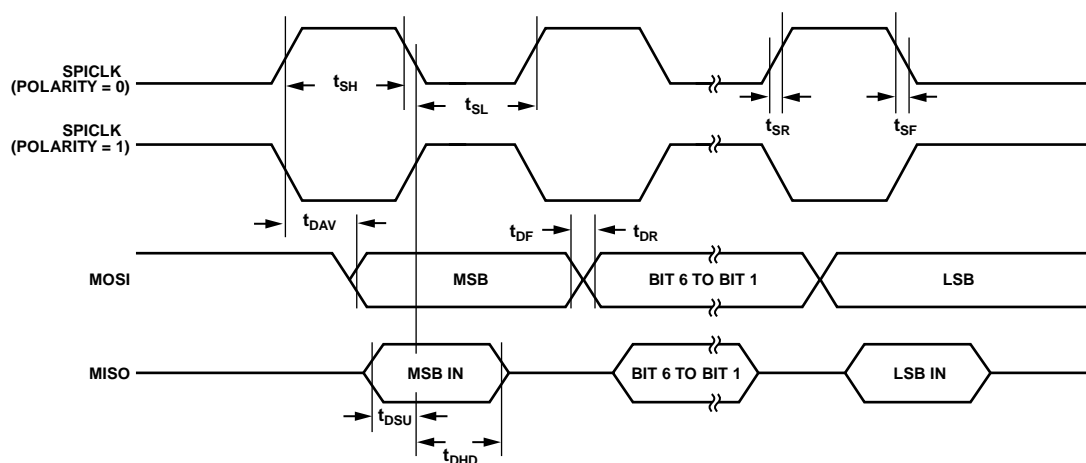 SPICLK
(POLARITY = 0)
tSH
tSL
tSR
tSF
SPICLK
(POLARITY = 1)
tDAV
tDF
tDR
MOSI
MSB
BIT 6 TO BIT 1
LSB
MISO
MSB IN
BIT 6 TO BIT 1
LSB IN
tDSU
tDHD